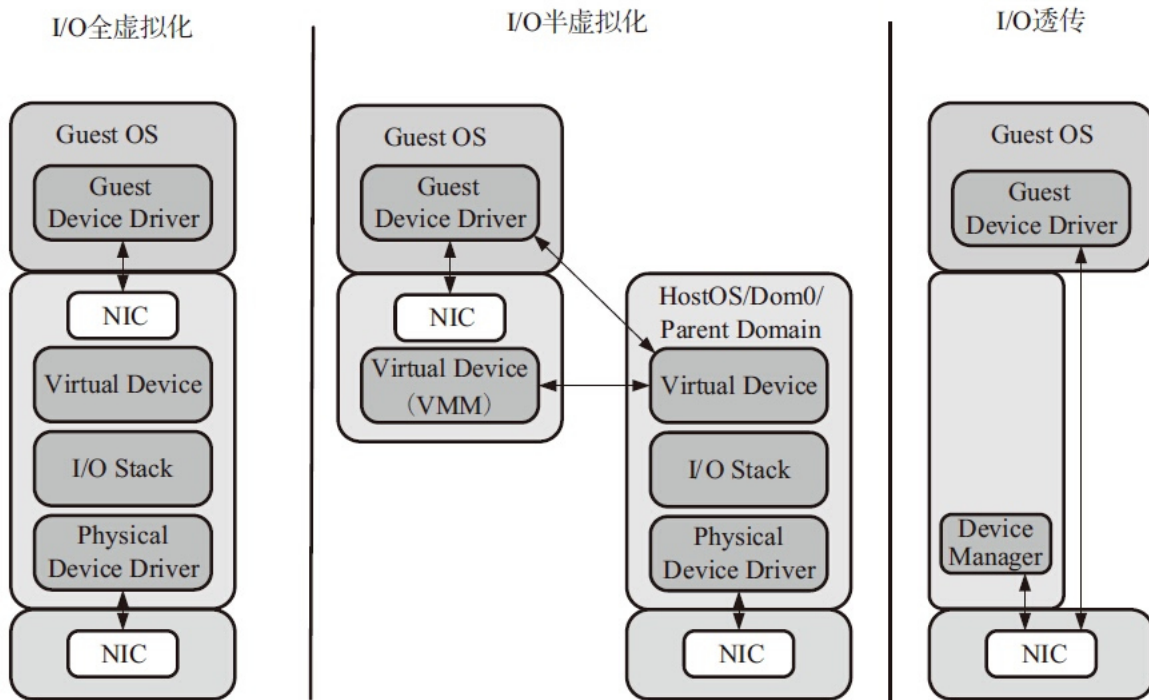 I/O全虚拟化
Guest OS
Guest
Device Driver
NIC
Virtual Device
I/O Stack
Physical
Device Driver
NIC
I/O半虚拟化
Guest OS
Guest
Device Driver
NIC
Virtual Device
（VMM）
HostOS/Dom0/
Parent Domain
Virtual Device
I/O Stack
Physical
Device Driver
NIC
I/O透传
Guest OS
Guest
Device Driver
Device
Manager
NIC